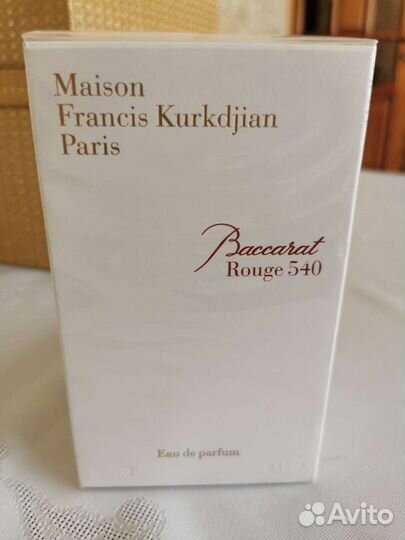 Maison
Francis Kurkdjian
Paris
Baccarat
Rouge 540
Eau de parfum
Avito